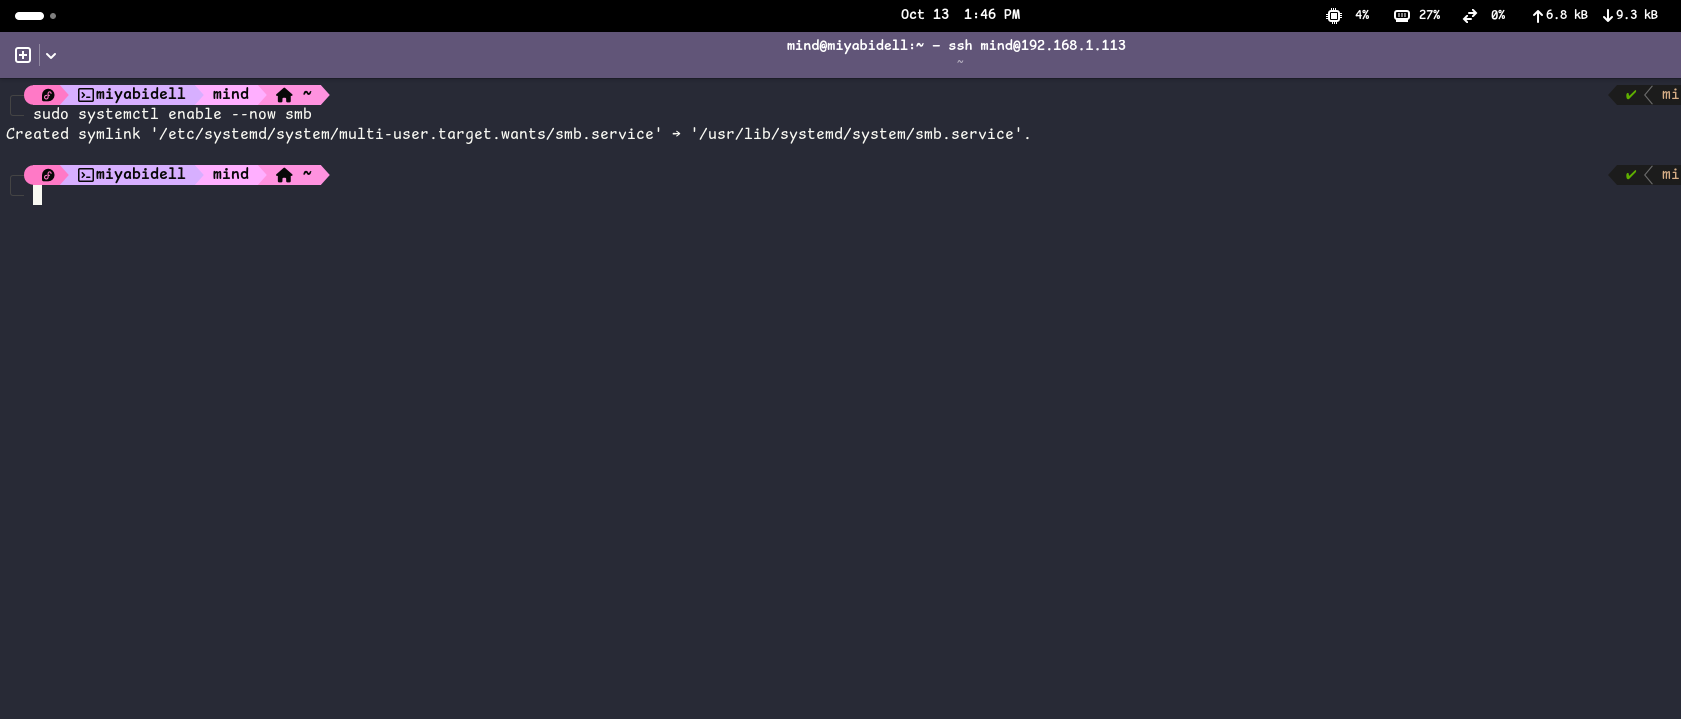 Oct 13 1:46 PM
4% 27% 0% 6.8 kB 9.3 kB
mind@miyabidell:~ – ssh mind@192.168.1.113
~
miyabidell mind ~ ✔ mi
sudo systemctl enable --now smb
Created symlink '/etc/systemd/system/multi-user.target.wants/smb.service' → '/usr/lib/systemd/system/smb.service'.
miyabidell mind ~ ✔ mi